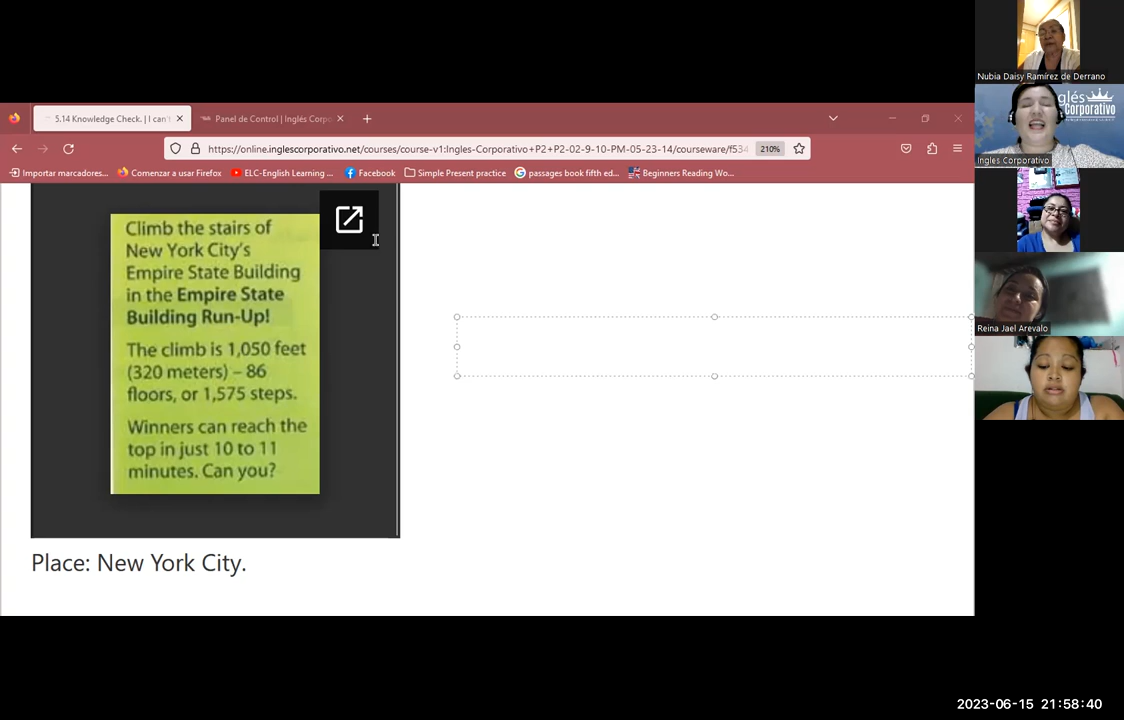 Nubia Daisy Ramírez de Derrano
5.14 Knowledge Check. | I can'
Panel de Control | Inglés Corpo
glés
Corporativo
Ingles Corporativo
https://online.inglescorporativo.net/courses/course-v1:Ingles-Corporativo+P2+P2-02-9-10-PM-05-23-14/courseware/f534
210%
Importar marcadores...
Comenzar a usar Firefox
ELC-English Learning ...
Facebook
Simple Present practice
passages book fifth ed...
Beginners Reading Wo...
Climb the stairs of
New York City's
Empire State Building
in the Empire State
Building Run-Up!
The climb is 1,050 feet
(320 meters) – 86
floors, or 1,575 steps.
Winners can reach the
top in just 10 to 11
minutes. Can you?
Reina Jael Arevalo
Place: New York City.
2023-06-15 21:58:40